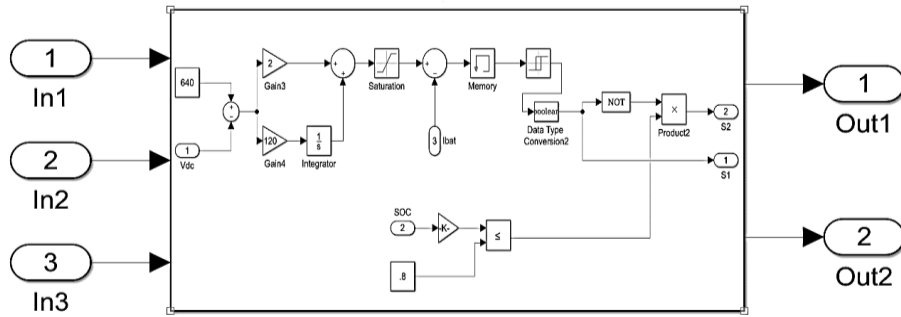 1
In1
2
In2
3
In3
640
+
−
1
Vdc
2
Gain3
120
Gain4
1
s
Integrator
+
+
Saturation
+
−
3
Ibat
Memory
boolean
Data Type
Conversion2
NOT
×
Product2
2
S2
1
S1
SOC
2
-K-
.8
≤
1
Out1
2
Out2